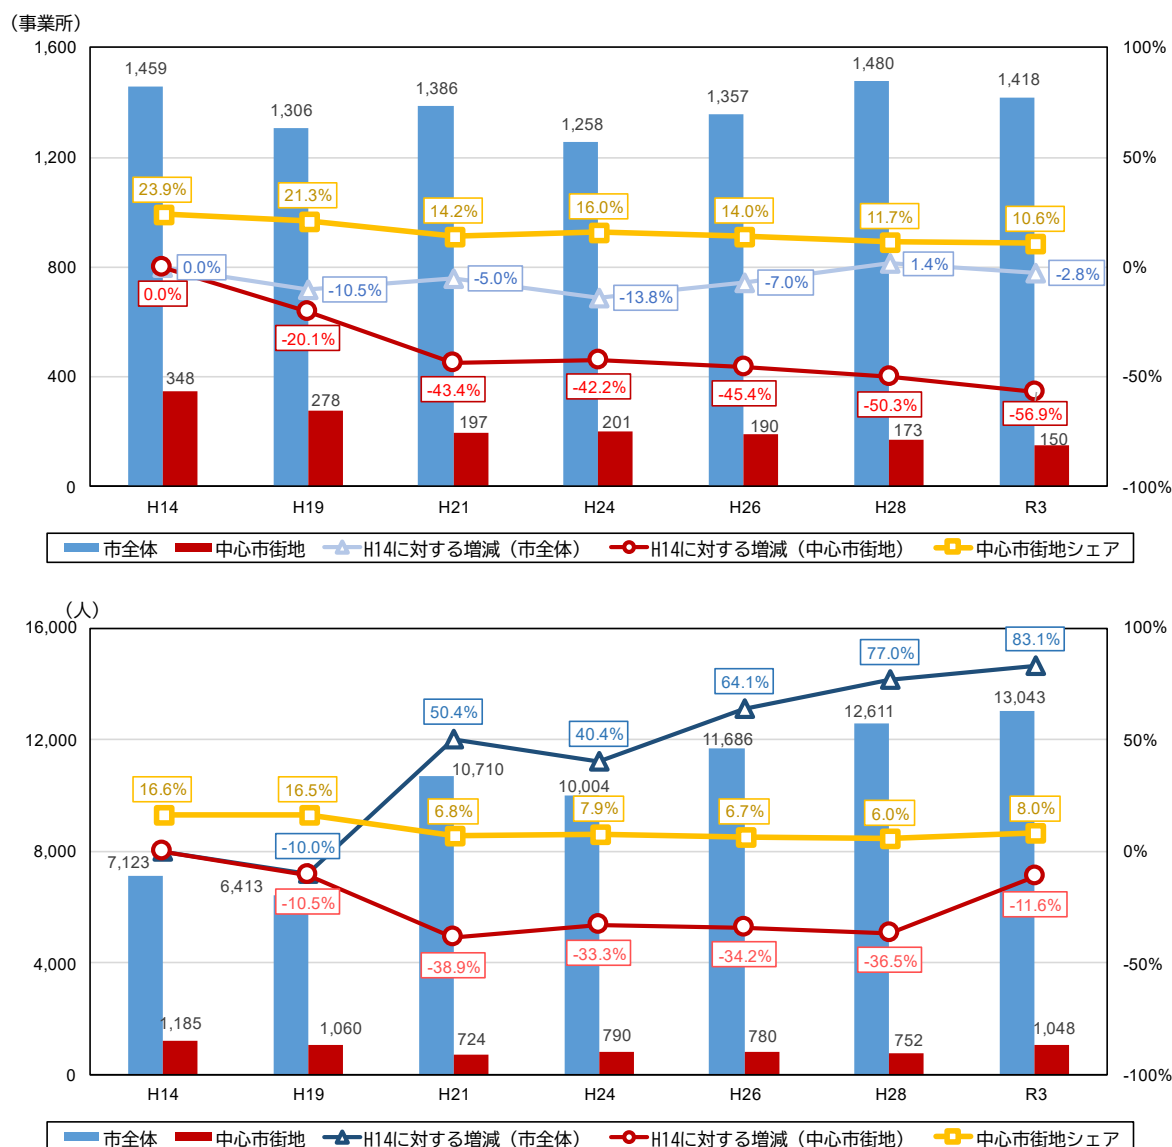 （事業所）
1,600 100%
1,459 1,306 1,386 1,258 1,357 1,480 1,418
1,200 50%
23.9% 21.3% 14.2% 16.0% 14.0% 11.7% 10.6%
800 0%
0.0% -10.5% -5.0% -13.8% -7.0% 1.4% -2.8%
0.0% -20.1% -43.4% -42.2% -45.4% -50.3% -56.9%
400 -50%
348 278 197 201 190 173 150
0 -100%
H14 H19 H21 H24 H26 H28 R3
市全体 中心市街地 H14に対する増減（市全体） H14に対する増減（中心市街地） 中心市街地シェア
（人）
16,000 100%
50.4% 40.4% 64.1% 77.0% 83.1%
12,000 50%
7,123 6,413 10,710 10,004 11,686 12,611 13,043
16.6% 16.5% 6.8% 7.9% 6.7% 6.0% 8.0%
8,000 0%
-10.0%
-10.5% -38.9% -33.3% -34.2% -36.5% -11.6%
4,000 -50%
1,185 1,060 724 790 780 752 1,048
0 -100%
H14 H19 H21 H24 H26 H28 R3
市全体 中心市街地 H14に対する増減（市全体） H14に対する増減（中心市街地） 中心市街地シェア